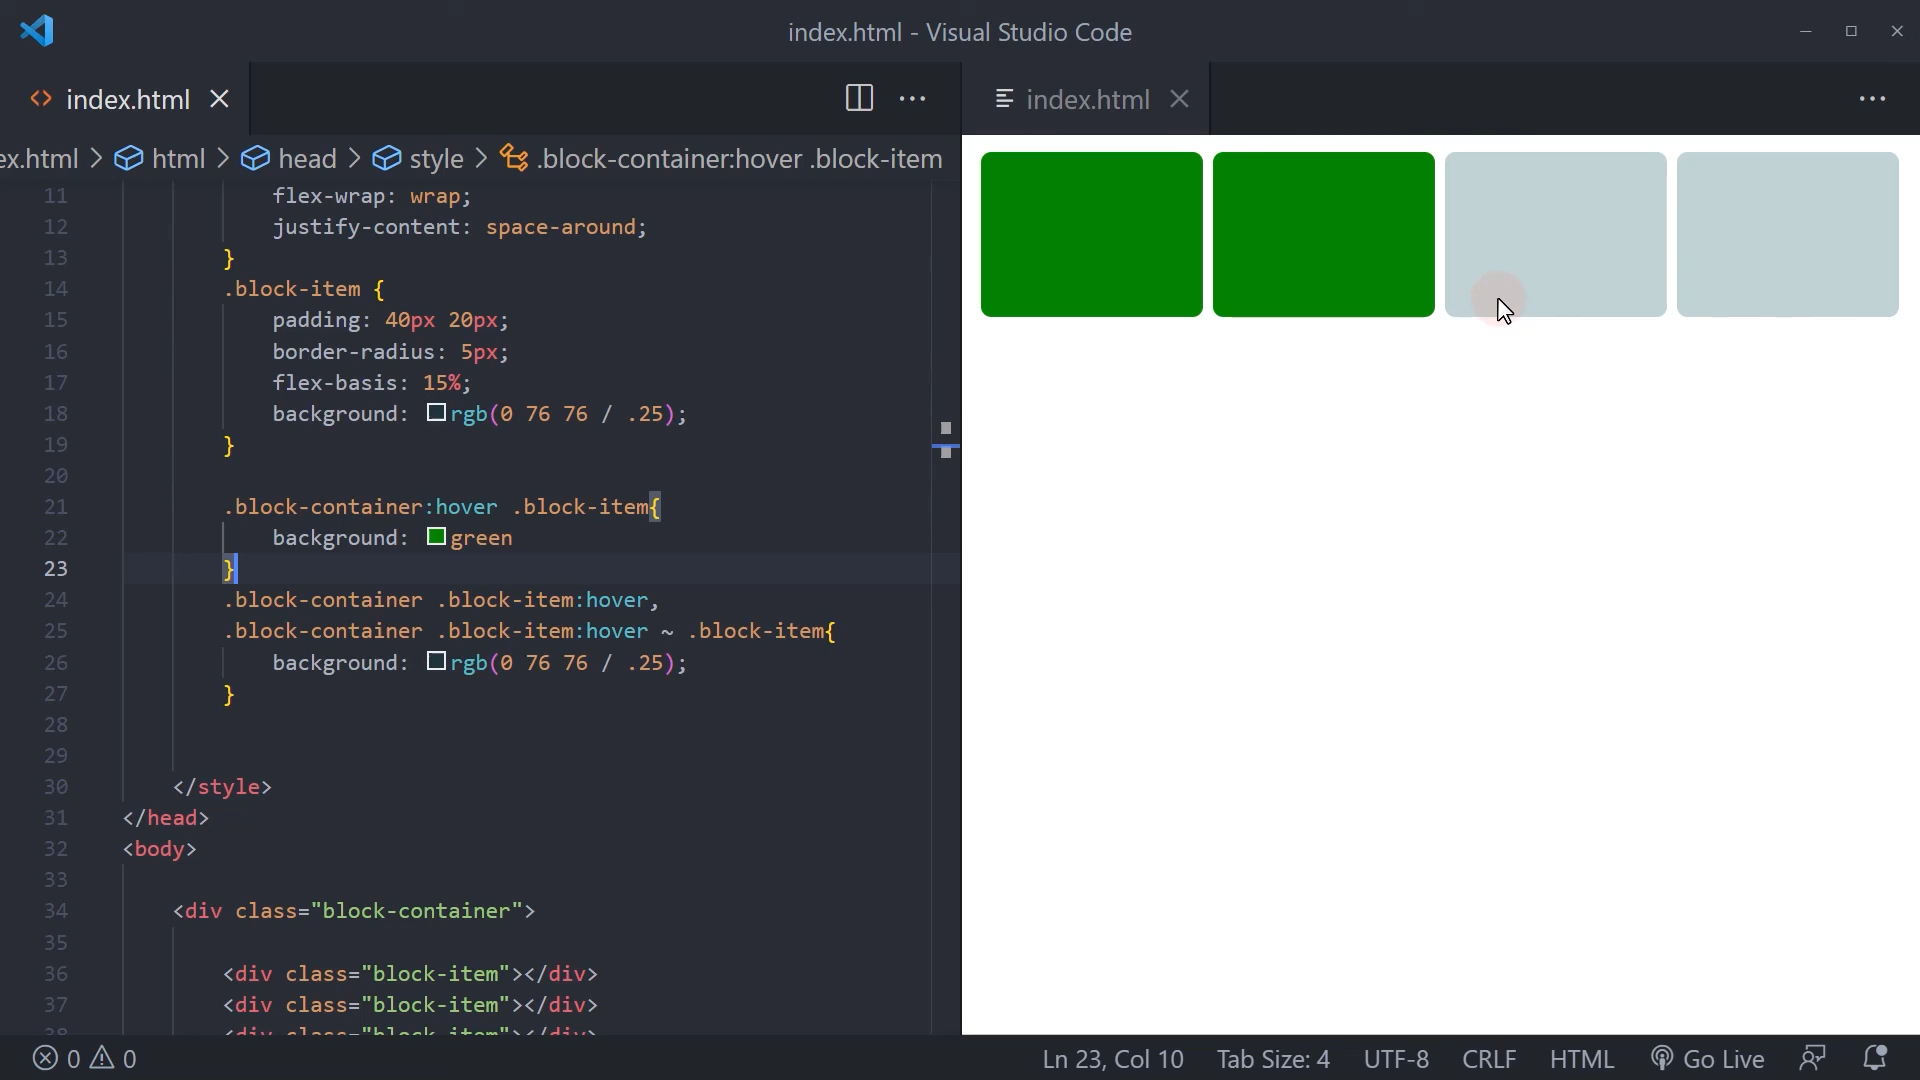 index.html - Visual Studio Code
index.html
index.html
ex.html > html > head > style > .block-container:hover .block-item
11 flex-wrap: wrap;
12 justify-content: space-around;
13 }
14 .block-item {
15 padding: 40px 20px;
16 border-radius: 5px;
17 flex-basis: 15%;
18 background: rgb(0 76 76 / .25);
19 }
20
21 .block-container:hover .block-item{
22 background: green
23 }
24 .block-container .block-item:hover,
25 .block-container .block-item:hover ~ .block-item{
26 background: rgb(0 76 76 / .25);
27 }
28
29
30 </style>
31 </head>
32 <body>
33
34 <div class="block-container">
35
36 <div class="block-item"></div>
37 <div class="block-item"></div>
38 <div class="block-item"></div>
0 0 Ln 23, Col 10 Tab Size: 4 UTF-8 CRLF HTML Go Live